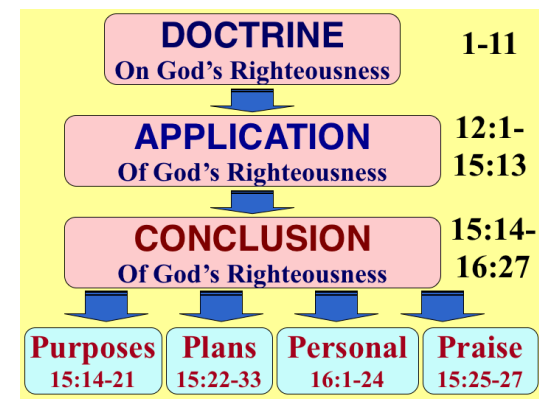 DOCTRINE
On God's Righteousness
1-11
APPLICATION
Of God's Righteousness
12:1-
15:13
CONCLUSION
Of God's Righteousness
15:14-
16:27
Purposes
15:14-21
Plans
15:22-33
Personal
16:1-24
Praise
15:25-27